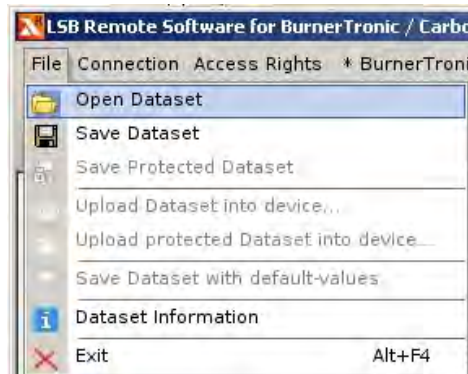 LSB Remote Software for BurnerTronic / Carbo
File Connection Access Rights * BurnerTroni
Open Dataset
Save Dataset
Save Protected Dataset
Upload Dataset into device...
Upload protected Dataset into device...
Save Dataset with default-values
Dataset Information
Exit Alt+F4